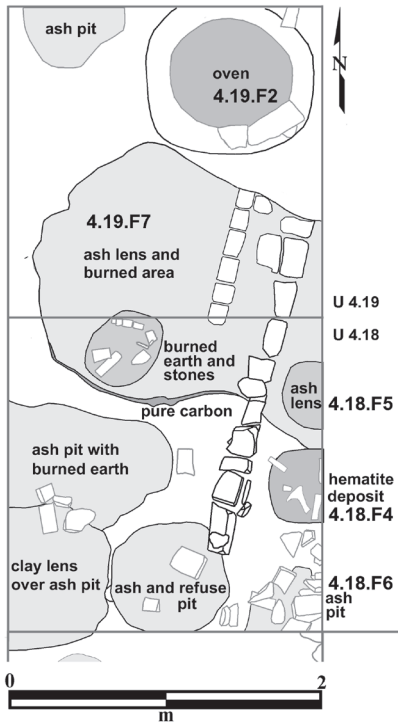 ash pit
oven
4.19.F2
N
4.19.F7
ash lens and
burned area
U 4.19
U 4.18
burned
earth and
stones
ash
lens
4.18.F5
pure carbon
ash pit with
burned earth
hematite
deposit
4.18.F4
clay lens
over ash pit
ash and refuse
pit
4.18.F6
ash
pit
0
2
m